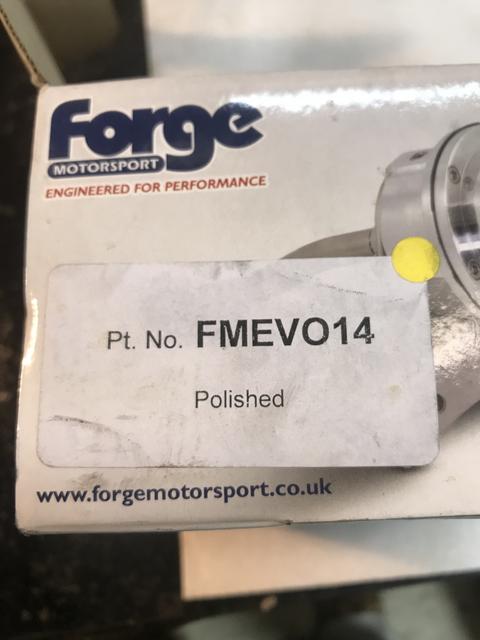 Forge
MOTORSPORT
ENGINEERED FOR PERFORMANCE
Pt. No. FMEVO14
Polished
www.forgemotorsport.co.uk